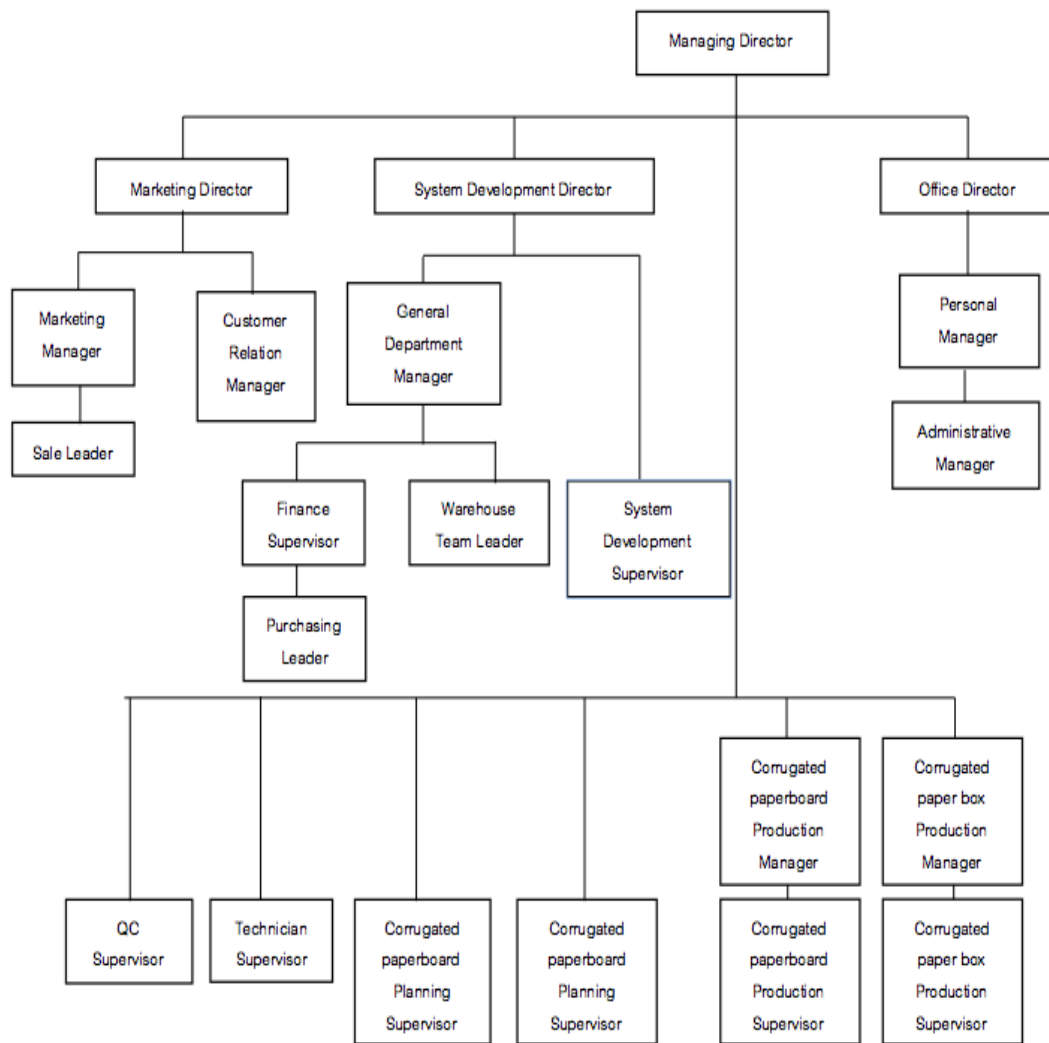 Managing Director
Marketing Director
System Development Director
Office Director
Marketing
Manager
Customer
Relation
Manager
General
Department
Manager
Personal
Manager
Sale Leader
Administrative
Manager
Finance
Supervisor
Warehouse
Team Leader
System
Development
Supervisor
Purchasing
Leader
Corrugated
paperboard
Production
Manager
Corrugated
paper box
Production
Manager
QC
Supervisor
Technician
Supervisor
Corrugated
paperboard
Planning
Supervisor
Corrugated
paperboard
Planning
Supervisor
Corrugated
paperboard
Production
Supervisor
Corrugated
paper box
Production
Supervisor